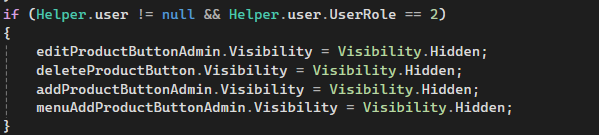 if (Helper.user != null && Helper.user.UserRole == 2)
{
editProductButtonAdmin.Visibility = Visibility.Hidden;
deleteProductButton.Visibility = Visibility.Hidden;
addProductButtonAdmin.Visibility = Visibility.Hidden;
menuAddProductButtonAdmin.Visibility = Visibility.Hidden;
}